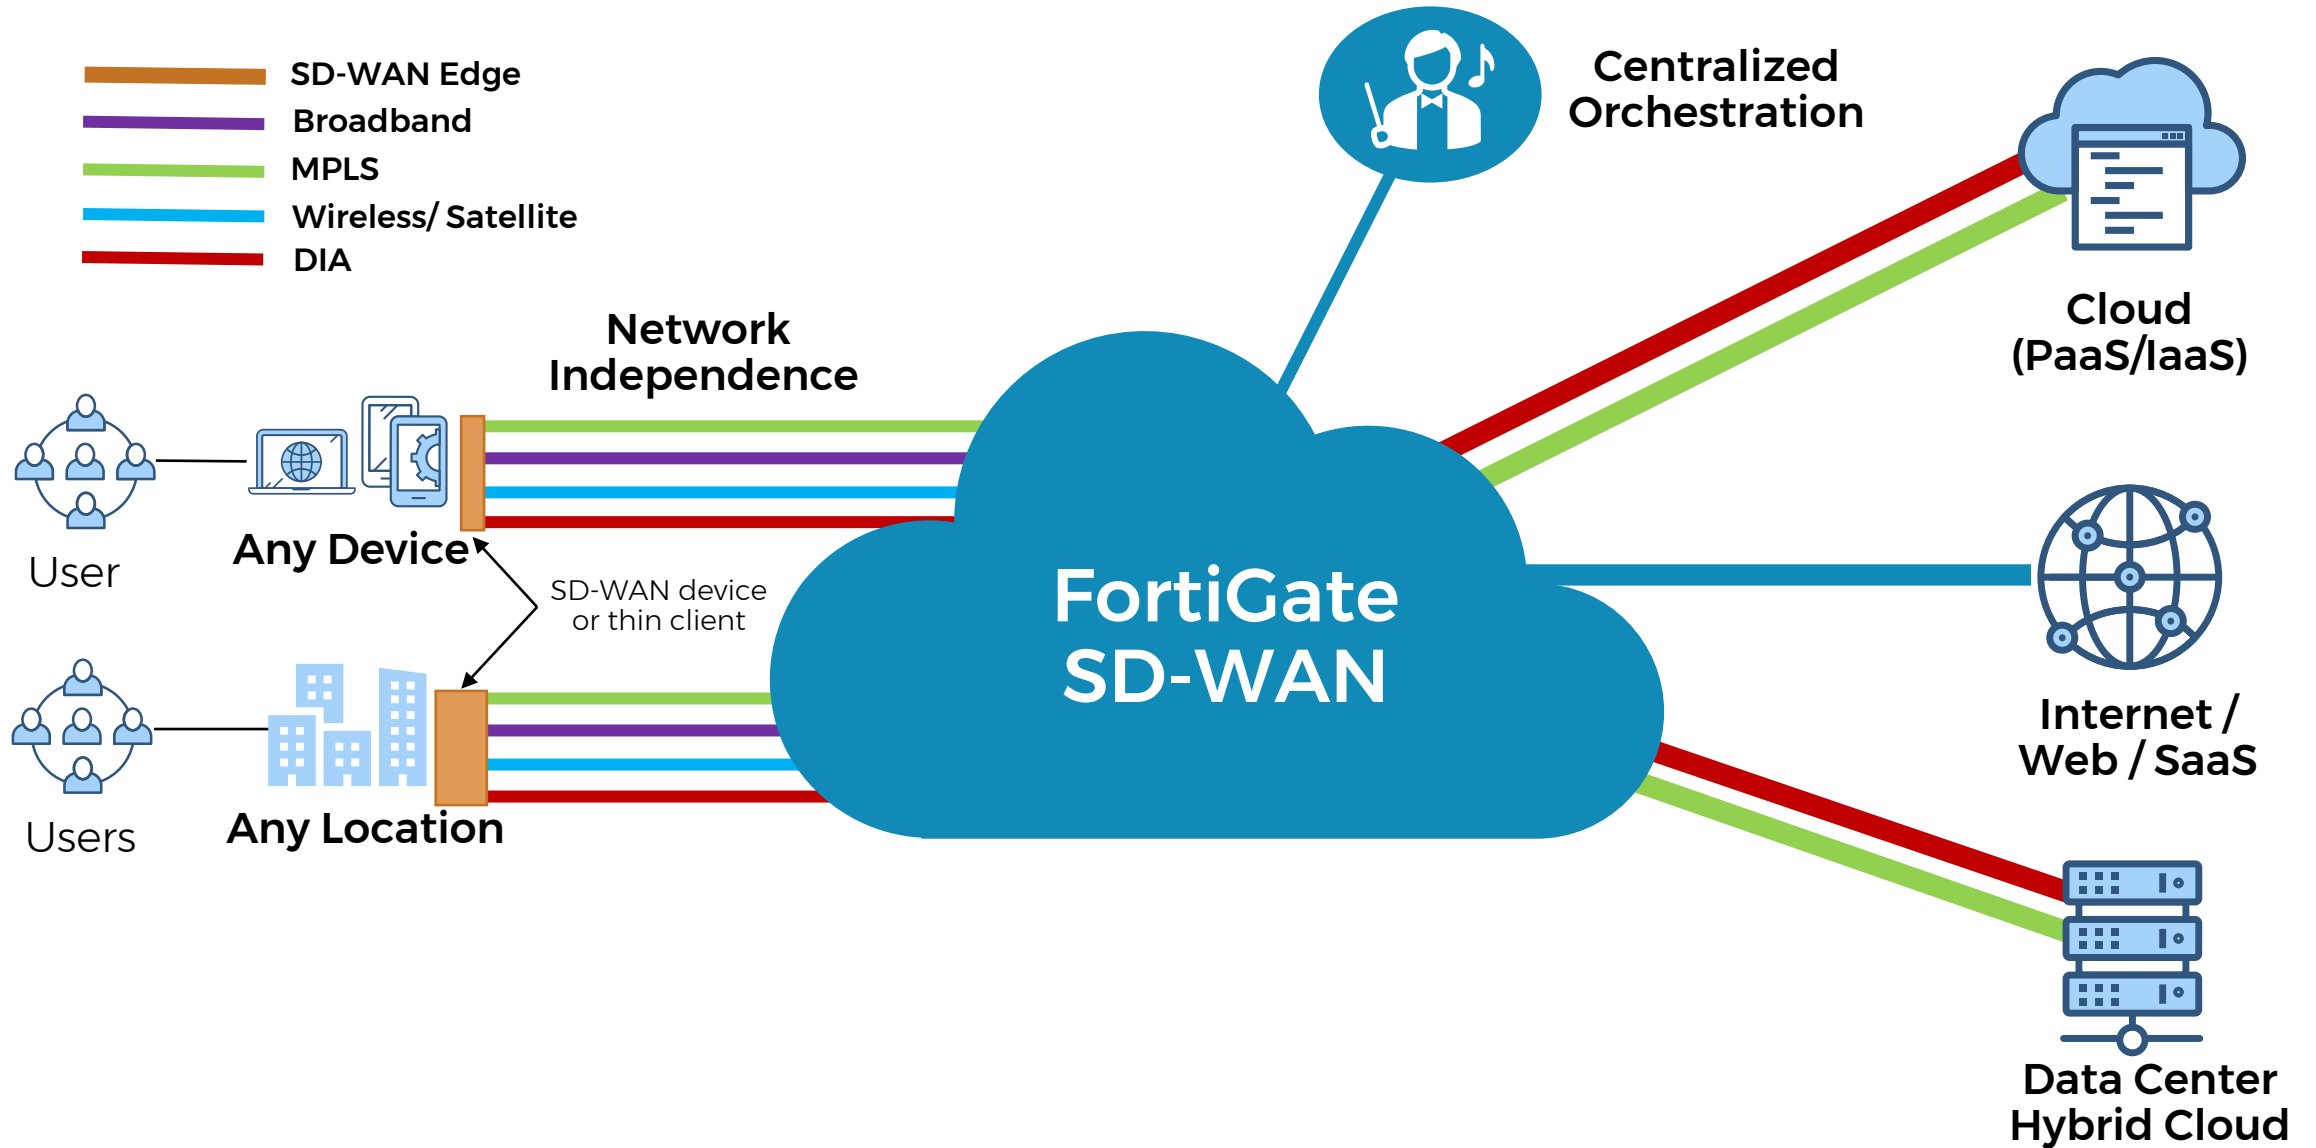 SD-WAN Edge
Broadband
MPLS
Wireless/ Satellite
DIA
Centralized
Orchestration
Network
Independence
Cloud
(PaaS/IaaS)
User
Any Device
SD-WAN device
or thin client
FortiGate
SD-WAN
Internet /
Web / SaaS
Users
Any Location
Data Center
Hybrid Cloud